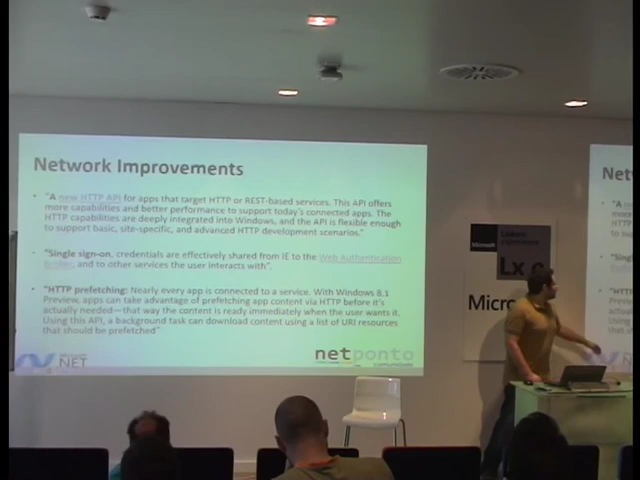 Network Improvements
• "A new HTTP API for apps that target HTTP or REST-based services. This API offers
more capabilities and better performance to support today's connected apps. The
HTTP capabilities are deeply integrated into Windows, and the API is flexible enough
to support basic, site-specific, and advanced HTTP development scenarios."
• "Single sign-on, credentials are effectively shared from IE to the Web Authentication
Broker, and to other services the user interacts with".
• "HTTP prefetching: Nearly every app is connected to a service. With Windows 8.1
Preview, apps can take advantage of prefetching app content via HTTP before it's
actually needed—that way the content is ready immediately when the user wants it.
Using this API, a background task can download content using a list of URI resources
that should be prefetched"
NET
netponto
comunidade
Microsoft
Lx
Micro
Net
• "A
• "Sing